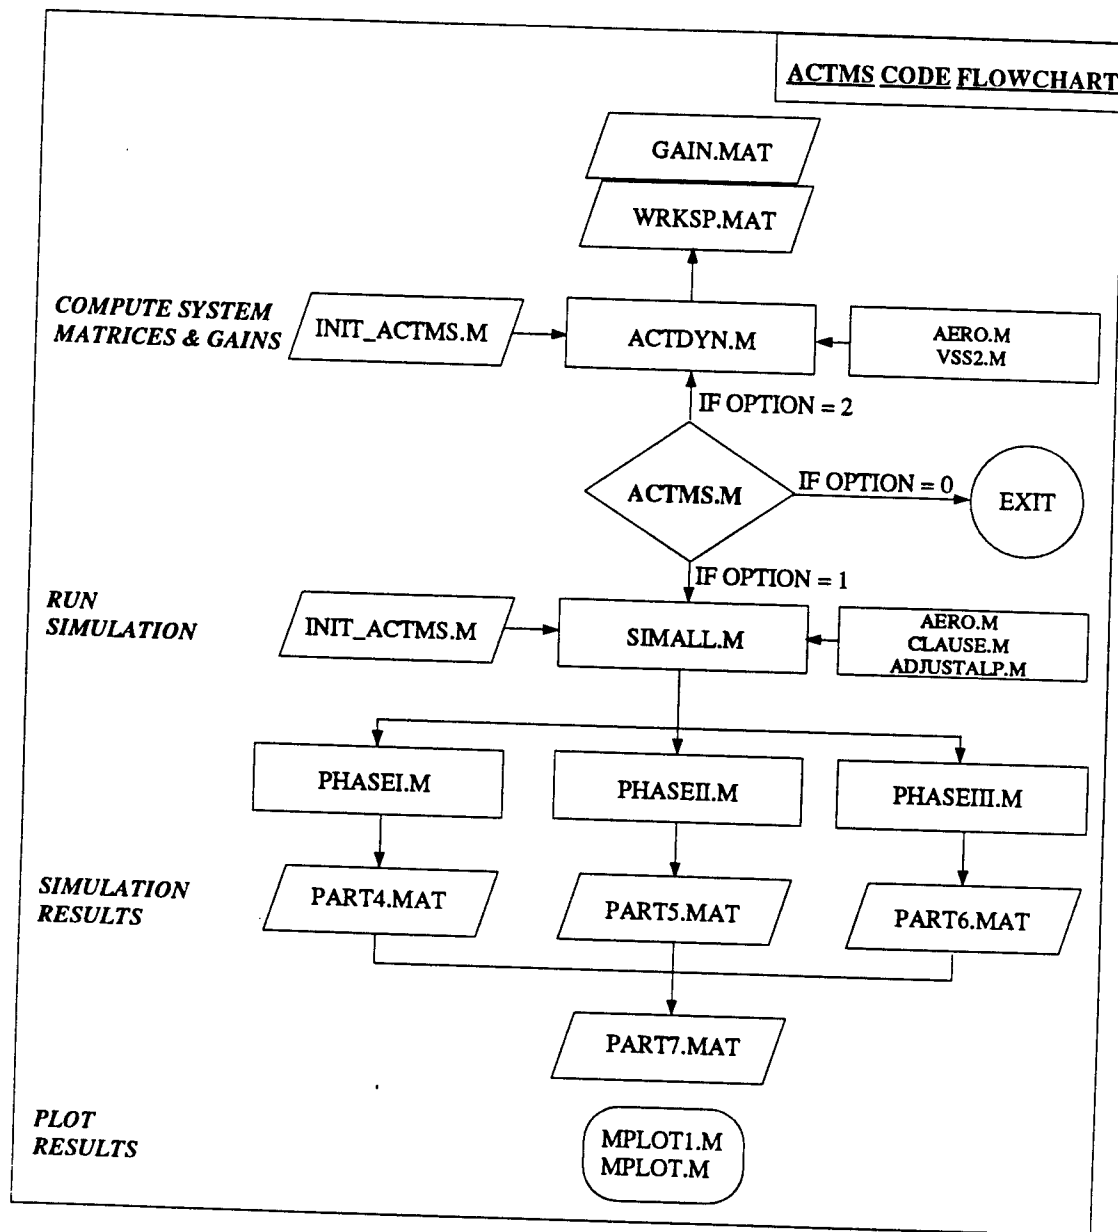 ACTMS CODE FLOWCHART
GAIN.MAT
WRKSP.MAT
COMPUTE SYSTEM
MATRICES & GAINS
INIT_ACTMS.M
ACTDYN.M
AERO.M
VSS2.M
IF OPTION = 2
ACTMS.M
IF OPTION = 0
EXIT
IF OPTION = 1
RUN
SIMULATION
INIT_ACTMS.M
SIMALL.M
AERO.M
CLAUSE.M
ADJUSTALP.M
PHASEI.M
PHASEII.M
PHASEIII.M
SIMULATION
RESULTS
PART4.MAT
PART5.MAT
PART6.MAT
PART7.MAT
PLOT
RESULTS
MPLOT1.M
MPLOT.M